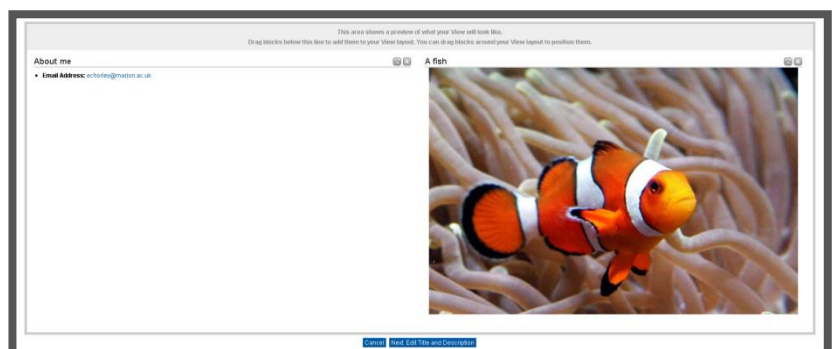 This area shows a preview of what your View will look like.
Drag blocks below this line to add them to your View layout. You can drag blocks around your View layout to position them.
About me
A fish
• Email Address: echorley@marjon.ac.uk
Cancel
Next: Edit Title and Description